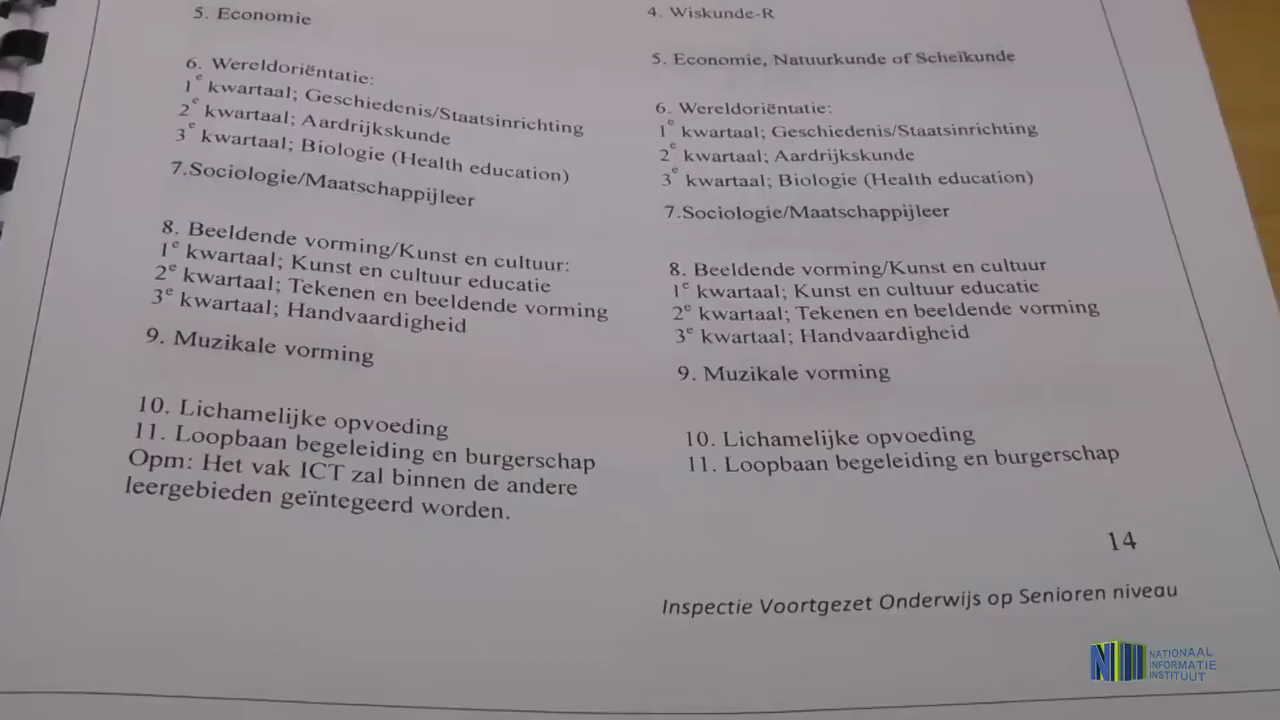 5. Economie
6. Wereldoriëntatie:
1e kwartaal; Geschiedenis/Staatsinrichting
2e kwartaal; Aardrijkskunde
3e kwartaal; Biologie (Health education)
7.Sociologie/Maatschappijleer
8. Beeldende vorming/Kunst en cultuur:
1e kwartaal; Kunst en cultuur educatie
2e kwartaal; Tekenen en beeldende vorming
3e kwartaal; Handvaardigheid
9. Muzikale vorming
10. Lichamelijke opvoeding
11. Loopbaan begeleiding en burgerschap
Opm: Het vak ICT zal binnen de andere
leergebieden geïntegeerd worden.
4. Wiskunde-R
5. Economie, Natuurkunde of Scheikunde
6. Wereldoriëntatie:
1e kwartaal; Geschiedenis/Staatsinrichting
2e kwartaal; Aardrijkskunde
3e kwartaal; Biologie (Health education)
7.Sociologie/Maatschappijleer
8. Beeldende vorming/Kunst en cultuur
1e kwartaal; Kunst en cultuur educatie
2e kwartaal; Tekenen en beeldende vorming
3e kwartaal; Handvaardigheid
9. Muzikale vorming
10. Lichamelijke opvoeding
11. Loopbaan begeleiding en burgerschap
14
Inspectie Voortgezet Onderwijs op Senioren niveau
NATIONAAL
INFORMATIE
INSTITUUT